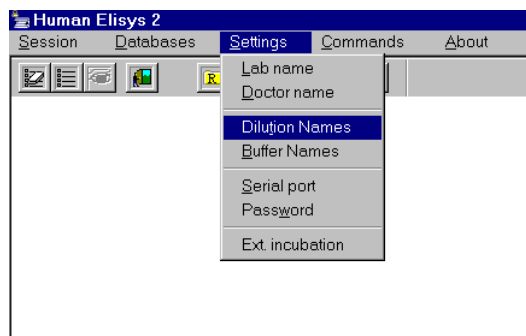 Human Elisys 2
Session Databases Settings Commands About
R
Lab name
Doctor name
Dilution Names
Buffer Names
Serial port
Password
Ext. incubation